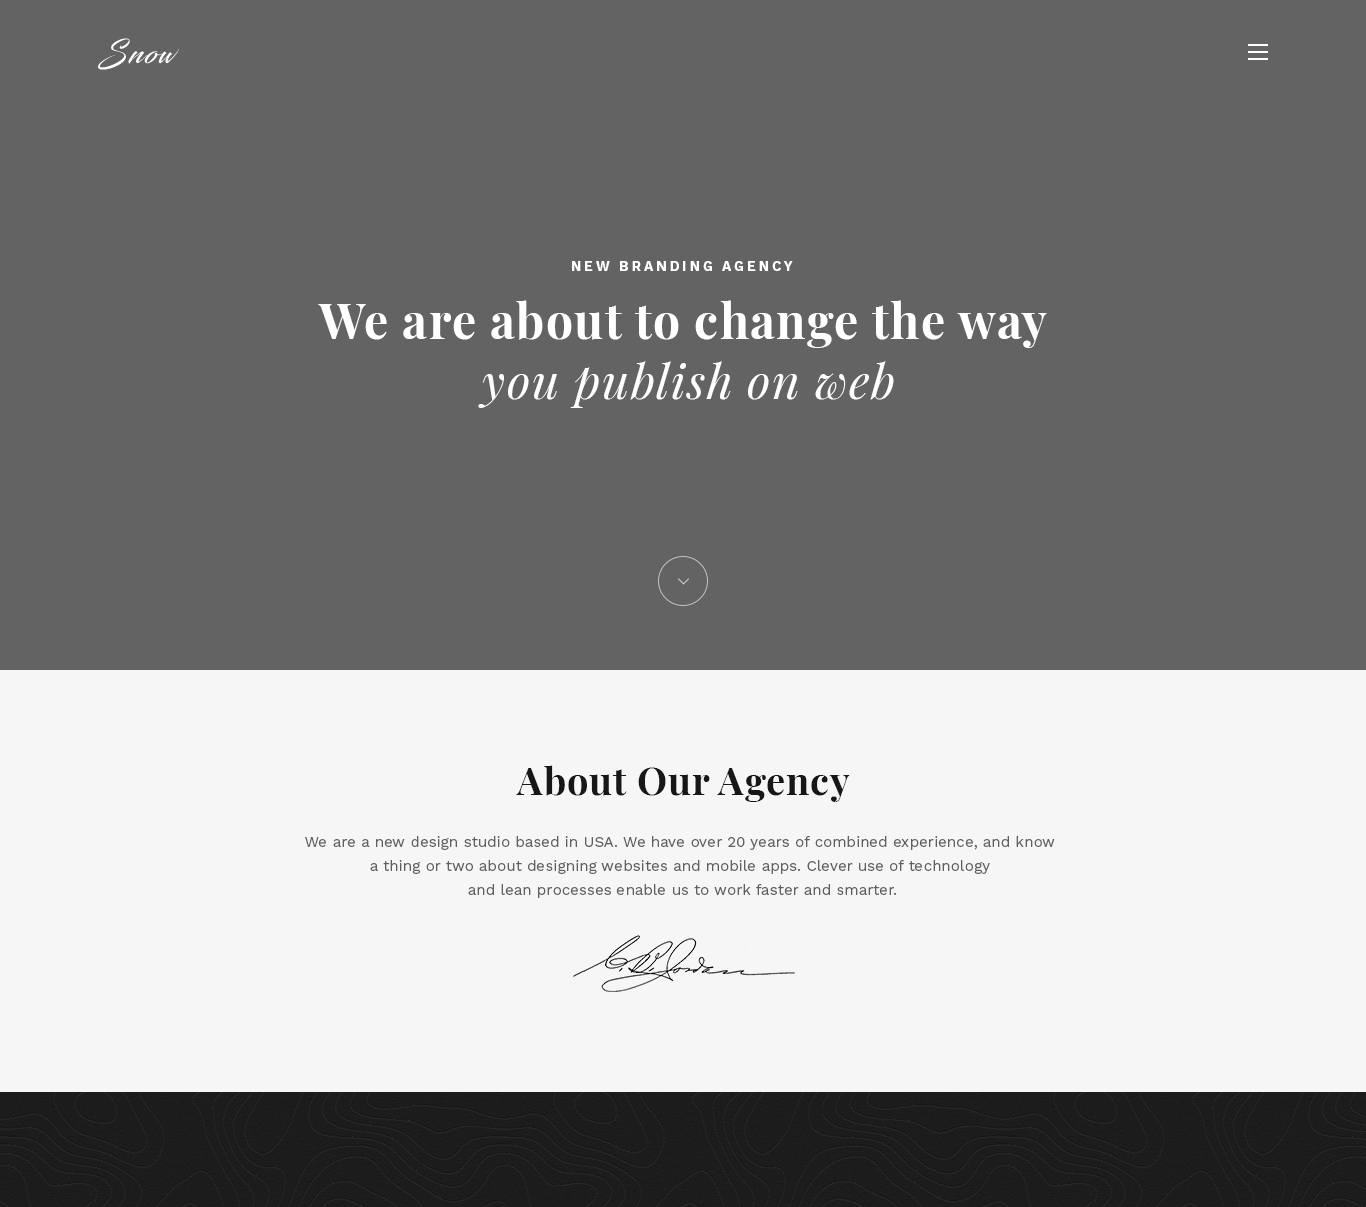 Snow
NEW BRANDING AGENCY
We are about to change the way
you publish on web
About Our Agency
We are a new design studio based in USA. We have over 20 years of combined experience, and know
a thing or two about designing websites and mobile apps. Clever use of technology
and lean processes enable us to work faster and smarter.